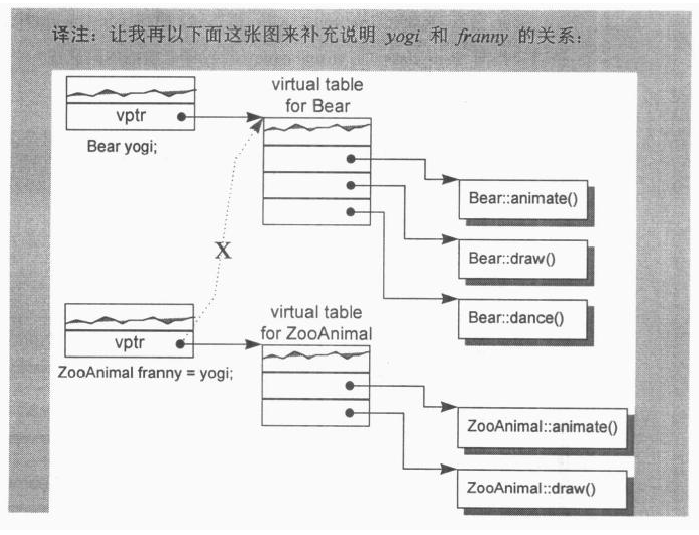 译注：让我再以下面这张图来补充说明 yogi 和 franny 的关系：
virtual table
for Bear
vptr
Bear yogi;
Bear::animate()
Bear::draw()
Bear::dance()
X
virtual table
for ZooAnimal
vptr
ZooAnimal franny = yogi;
ZooAnimal::animate()
ZooAnimal::draw()